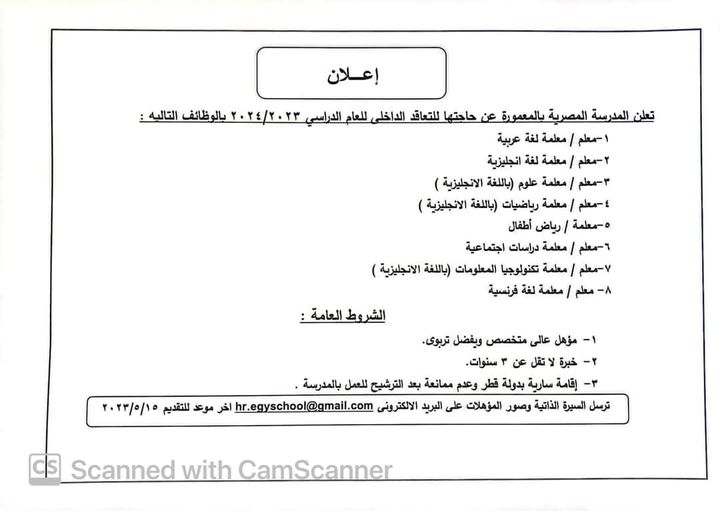 إعـــلان
تعلن المدرسة المصرية بالمعمورة عن حاجتها للتعاقد الداخلى للعام الدراسي ٢٠٢٤/٢٠٢٣ بالوظائف التاليه :
١-معلم / معلمة لغة عربية
٢-معلم / معلمة لغة انجليزية
٣-معلم / معلمة علوم (باللغة الانجليزية )
٤-معلم / معلمة رياضيات (باللغة الانجليزية )
٥-معلمة / رياض أطفال
٦-معلم / معلمة دراسات اجتماعية
٧-معلم / معلمة تكنولوجيا المعلومات (باللغة الانجليزية )
٨- معلم / معلمة لغة فرنسية
الشروط العامة :
١- مؤهل عالى متخصص ويفضل تربوى.
٢- خبرة لا تقل عن ٣ سنوات.
٣- إقامة سارية بدولة قطر وعدم ممانعة بعد الترشيح للعمل بالمدرسة .
ترسل السيرة الذاتية وصور المؤهلات على البريد الالكترونى hr.egyschool@gmail.com اخر موعد للتقديم ٢٠٢٣/٥/١٥
CS Scanned with CamScanner